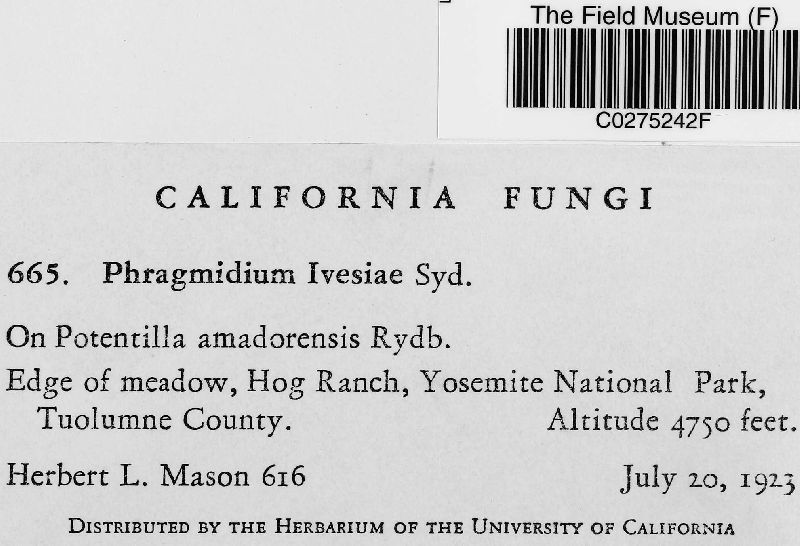 The Field Museum (F)
C0275242F
CALIFORNIA FUNGI
665. Phragmidium Ivesiae Syd.
On Potentilla amadorensis Rydb.
Edge of meadow, Hog Ranch, Yosemite National Park,
Tuolumne County. Altitude 4750 feet.
Herbert L. Mason 616 July 20, 1923
DISTRIBUTED BY THE HERBARIUM OF THE UNIVERSITY OF CALIFORNIA